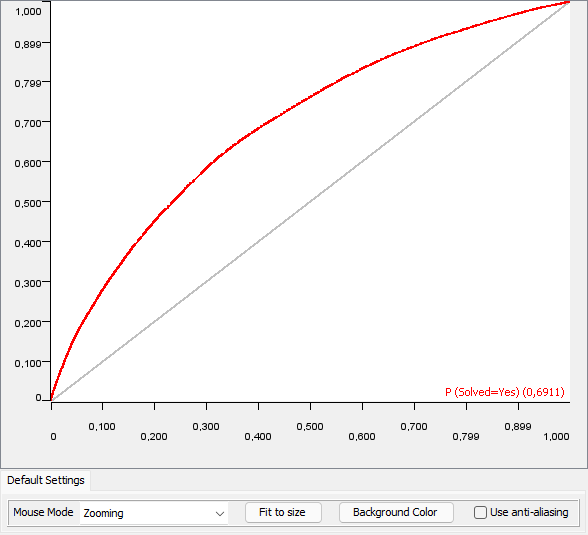 1,000
0,899
0,799
0,700
0,600
0,500
0,400
0,300
0,200
0,100
0
P (Solved=Yes) (0,6911)
0,100 0,300 0,500 0,700 0,899
0 0,200 0,400 0,600 0,799 1,000
Default Settings
Mouse Mode Zooming Fit to size Background Color Use anti-aliasing